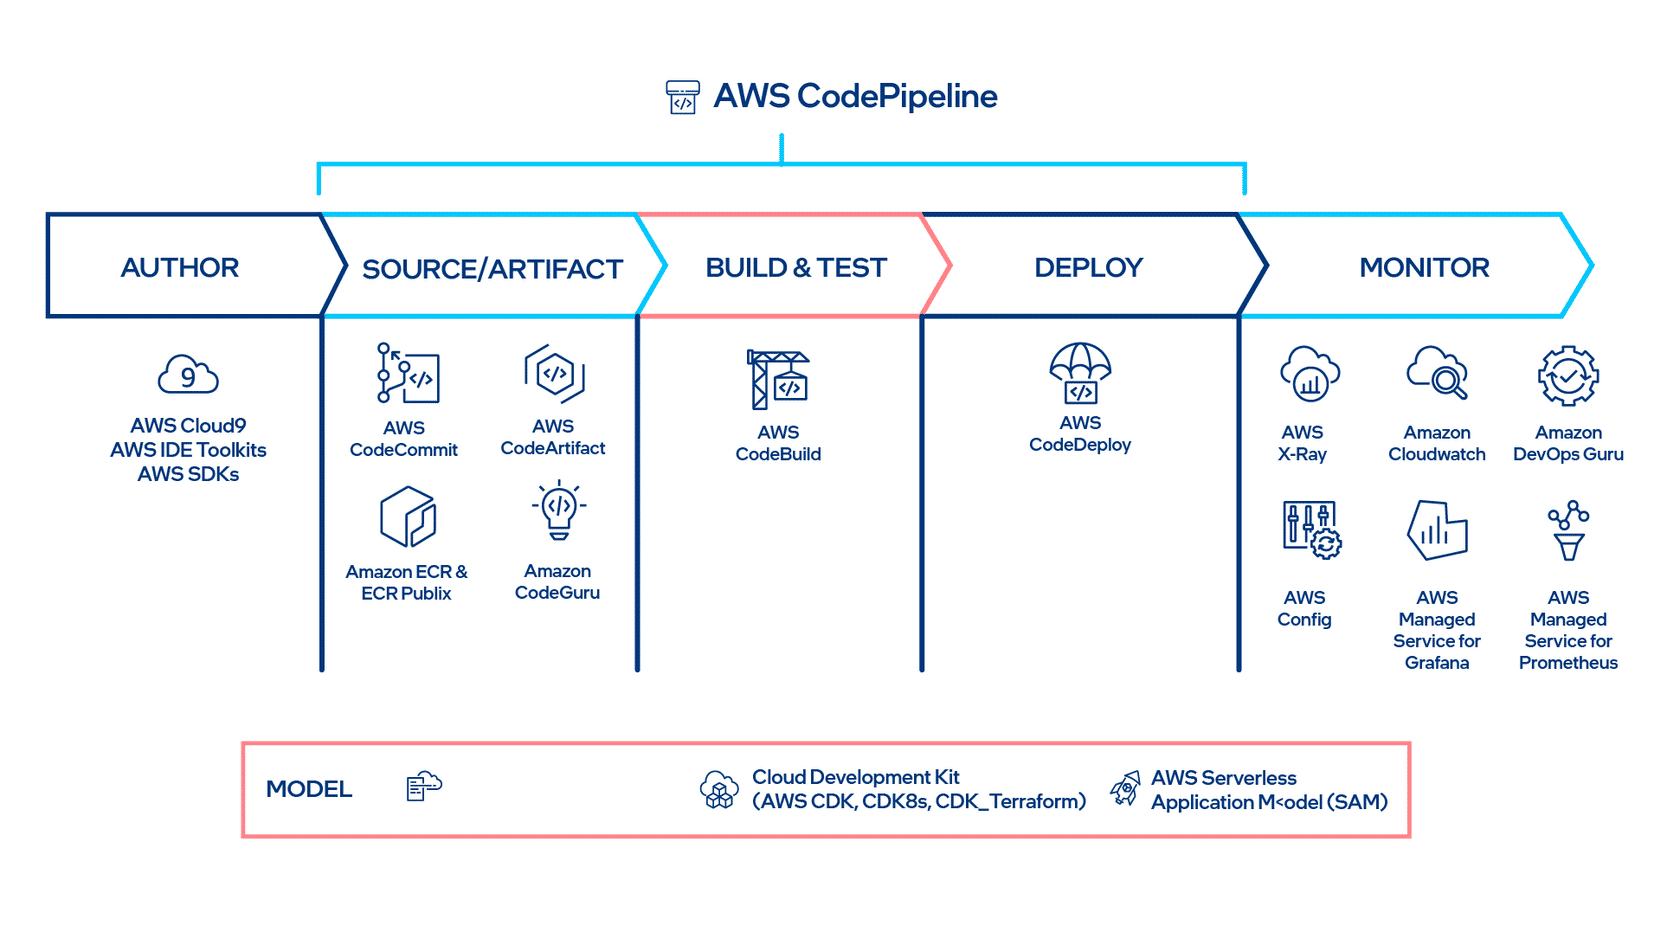 AWS CodePipeline
AUTHOR
SOURCE/ARTIFACT
BUILD & TEST
DEPLOY
MONITOR
9
AWS Cloud9
AWS IDE Toolkits
AWS SDKs
AWS
CodeCommit
AWS
CodeArtifact
Amazon ECR &
ECR Publix
Amazon
CodeGuru
AWS
CodeBuild
AWS
CodeDeploy
AWS
X-Ray
Amazon
Cloudwatch
Amazon
DevOps Guru
AWS
Config
AWS
Managed
Service for
Grafana
AWS
Managed
Service for
Prometheus
MODEL
Cloud Development Kit
(AWS CDK, CDK8s, CDK_Terraform)
AWS Serverless
Application M<odel (SAM)